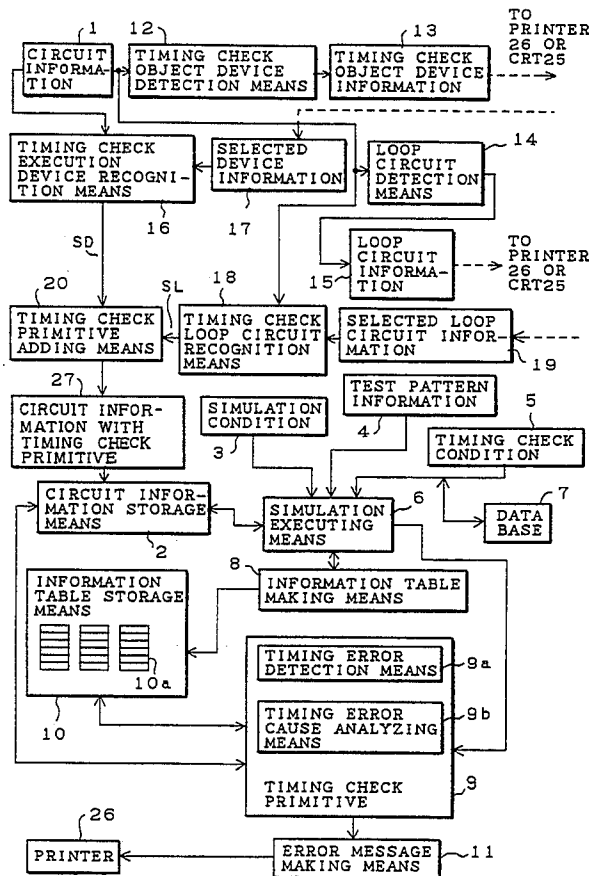 1
12
13
TO
PRINTER
26 OR
CRT25
CIRCUIT
INFORMA-
TION
TIMING CHECK
OBJECT DEVICE
DETECTION MEANS
TIMING CHECK
OBJECT DEVICE
INFORMATION
TIMING CHECK
EXECUTION
DEVICE RECOGNI-
TION MEANS
16
SELECTED
DEVICE
INFORMATION
17
14
LOOP
CIRCUIT
DETECTION
MEANS
SD
LOOP
CIRCUIT
INFORMA-
TION
15
TO
PRINTER
26 OR
CRT25
20
TIMING CHECK
PRIMITIVE
ADDING MEANS
SL
18
TIMING CHECK
LOOP CIRCUIT
RECOGNITION
MEANS
SELECTED LOOP
CIRCUIT INFOR-
MATION
19
27
CIRCUIT INFOR-
MATION WITH
TIMING CHECK
PRIMITIVE
SIMULATION
CONDITION
3
TEST PATTERN
INFORMATION
4
5
TIMING CHECK
CONDITION
CIRCUIT INFOR-
MATION STORAGE
MEANS
2
6
SIMULATION
EXECUTING
MEANS
7
DATA
BASE
8
INFORMATION TABLE
MAKING MEANS
INFORMATION
TABLE STORAGE
MEANS
10a
10
TIMING ERROR
DETECTION MEANS
9a
TIMING ERROR
CAUSE ANALYZING
MEANS
9b
TIMING CHECK
PRIMITIVE
9
26
PRINTER
ERROR MESSAGE
MAKING MEANS
11